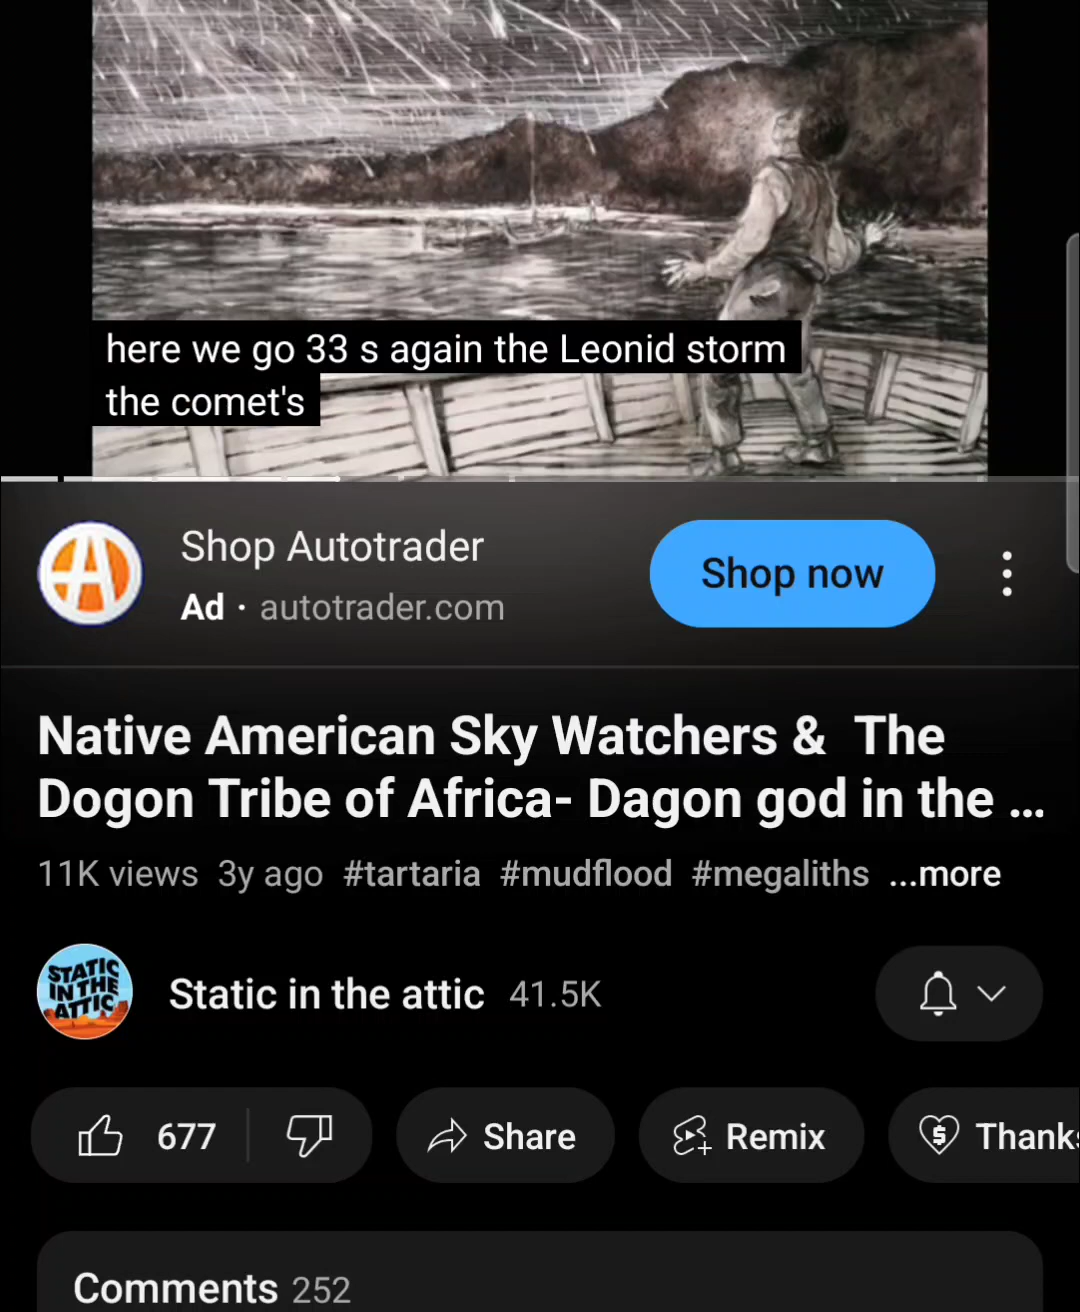 here we go 33 s again the Leonid storm
the comet's
Shop Autotrader
Ad · autotrader.com
Shop now
Native American Sky Watchers &  The
Dogon Tribe of Africa- Dagon god in the ...
11K views 3y ago #tartaria #mudflood #megaliths ...more
STATIC
IN THE
ATTIC
Static in the attic 41.5K
677
Share
Remix
Thanks
Comments 252